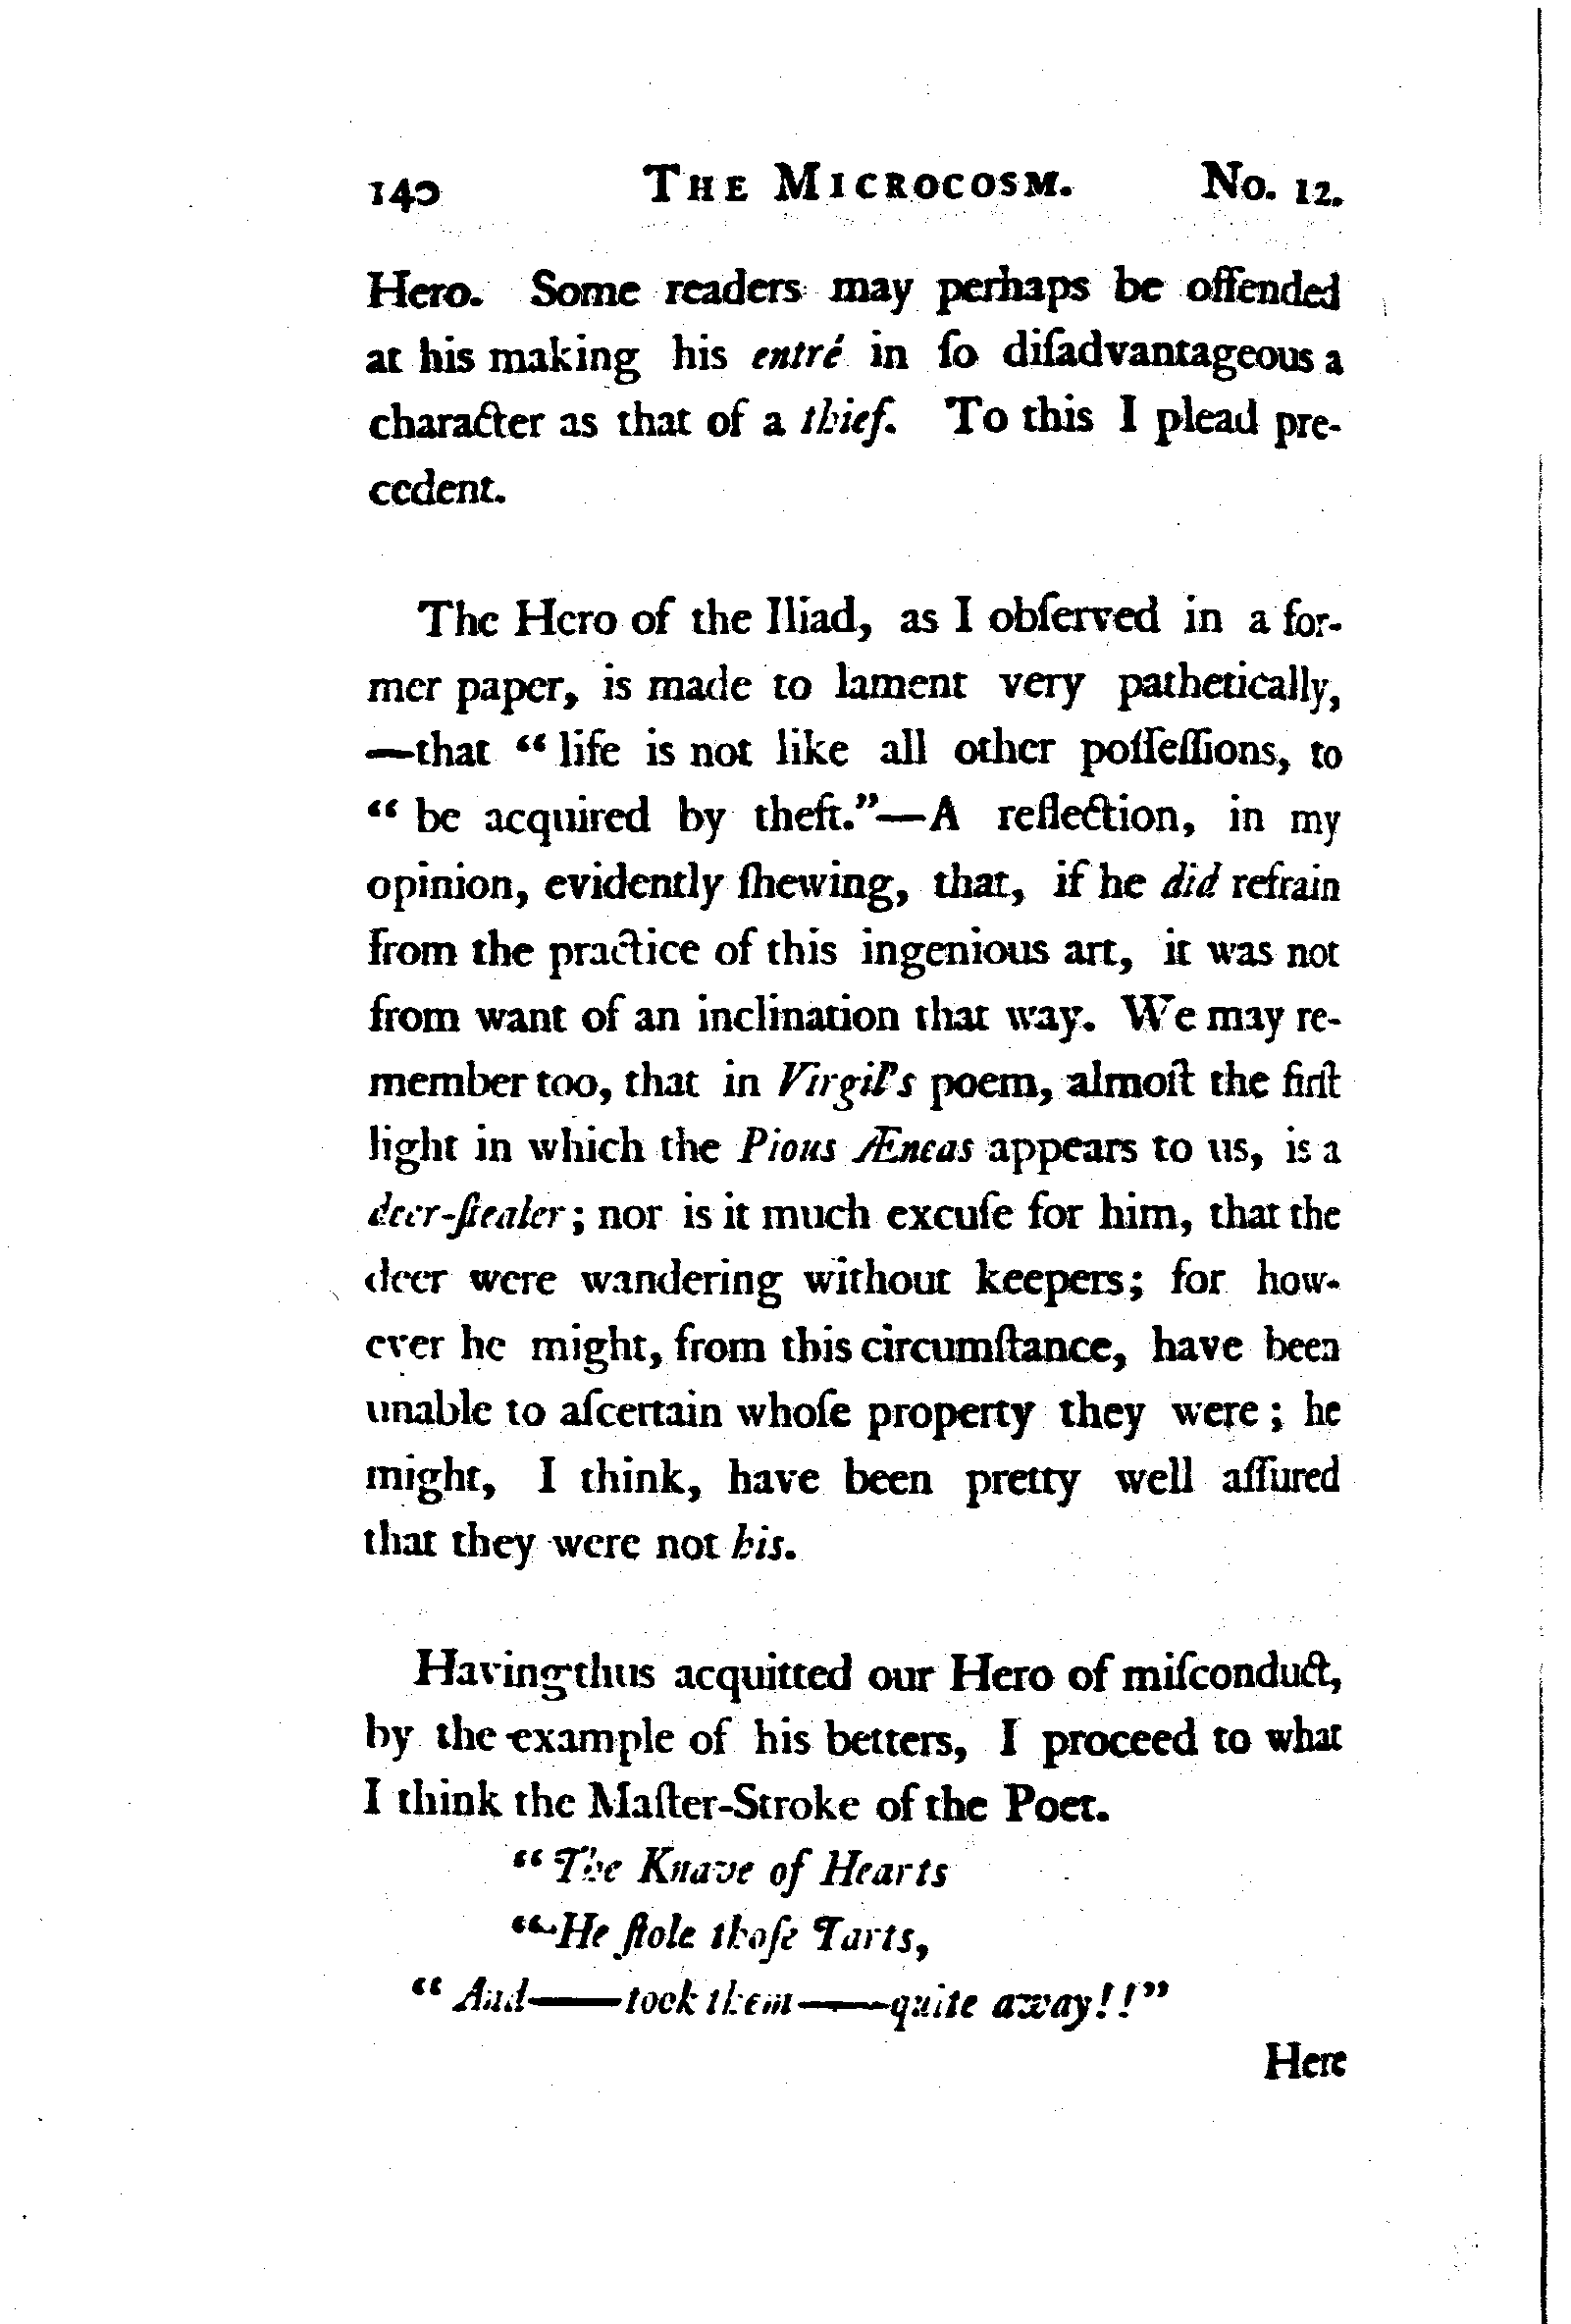 140 THE MICROCOSM. No. 12.
Hero. Some readers may perhaps be offended
at his making his entré in ſo diſadvantageous a
character as that of a thief. To this I plead pre-
cedent.
The Hero of the Iliad, as I obſerved in a for-
mer paper, is made to lament very pathetically,
—that “ life is not like all other poſſeſſions, to
“ be acquired by theft.”—A reflection, in my
opinion, evidently ſhewing, that, if he did refrain
from the practice of this ingenious art, it was not
from want of an inclination that way. We may re-
member too, that in Virgil's poem, almoſt the firſt
light in which the Pious Æneas appears to us, is a
deer-ſtealer; nor is it much excuſe for him, that the
deer were wandering without keepers; for how-
ever he might, from this circumſtance, have been
unable to aſcertain whoſe property they were; he
might, I think, have been pretty well aſſured
that they were not his.
Having thus acquitted our Hero of miſconduct,
by the example of his betters, I proceed to what
I think the Maſter-Stroke of the Poet.
“ The Knave of Hearts
“ He ſtole thoſe Tarts,
“ And——took them——quite away!!”
Here